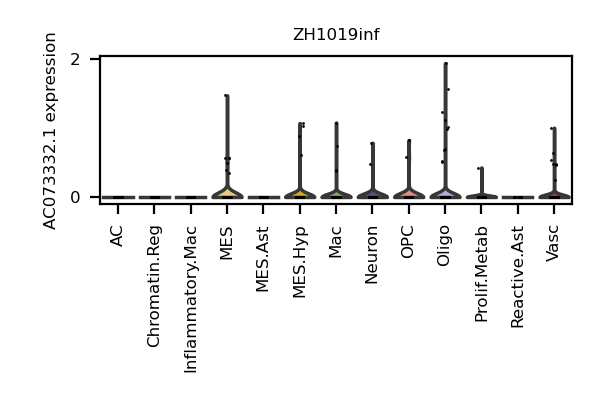 ZH1019inf
AC073332.1 expression
2
0
AC
Chromatin.Reg
Inflammatory.Mac
MES
MES.Ast
MES.Hyp
Mac
Neuron
OPC
Oligo
Prolif.Metab
Reactive.Ast
Vasc